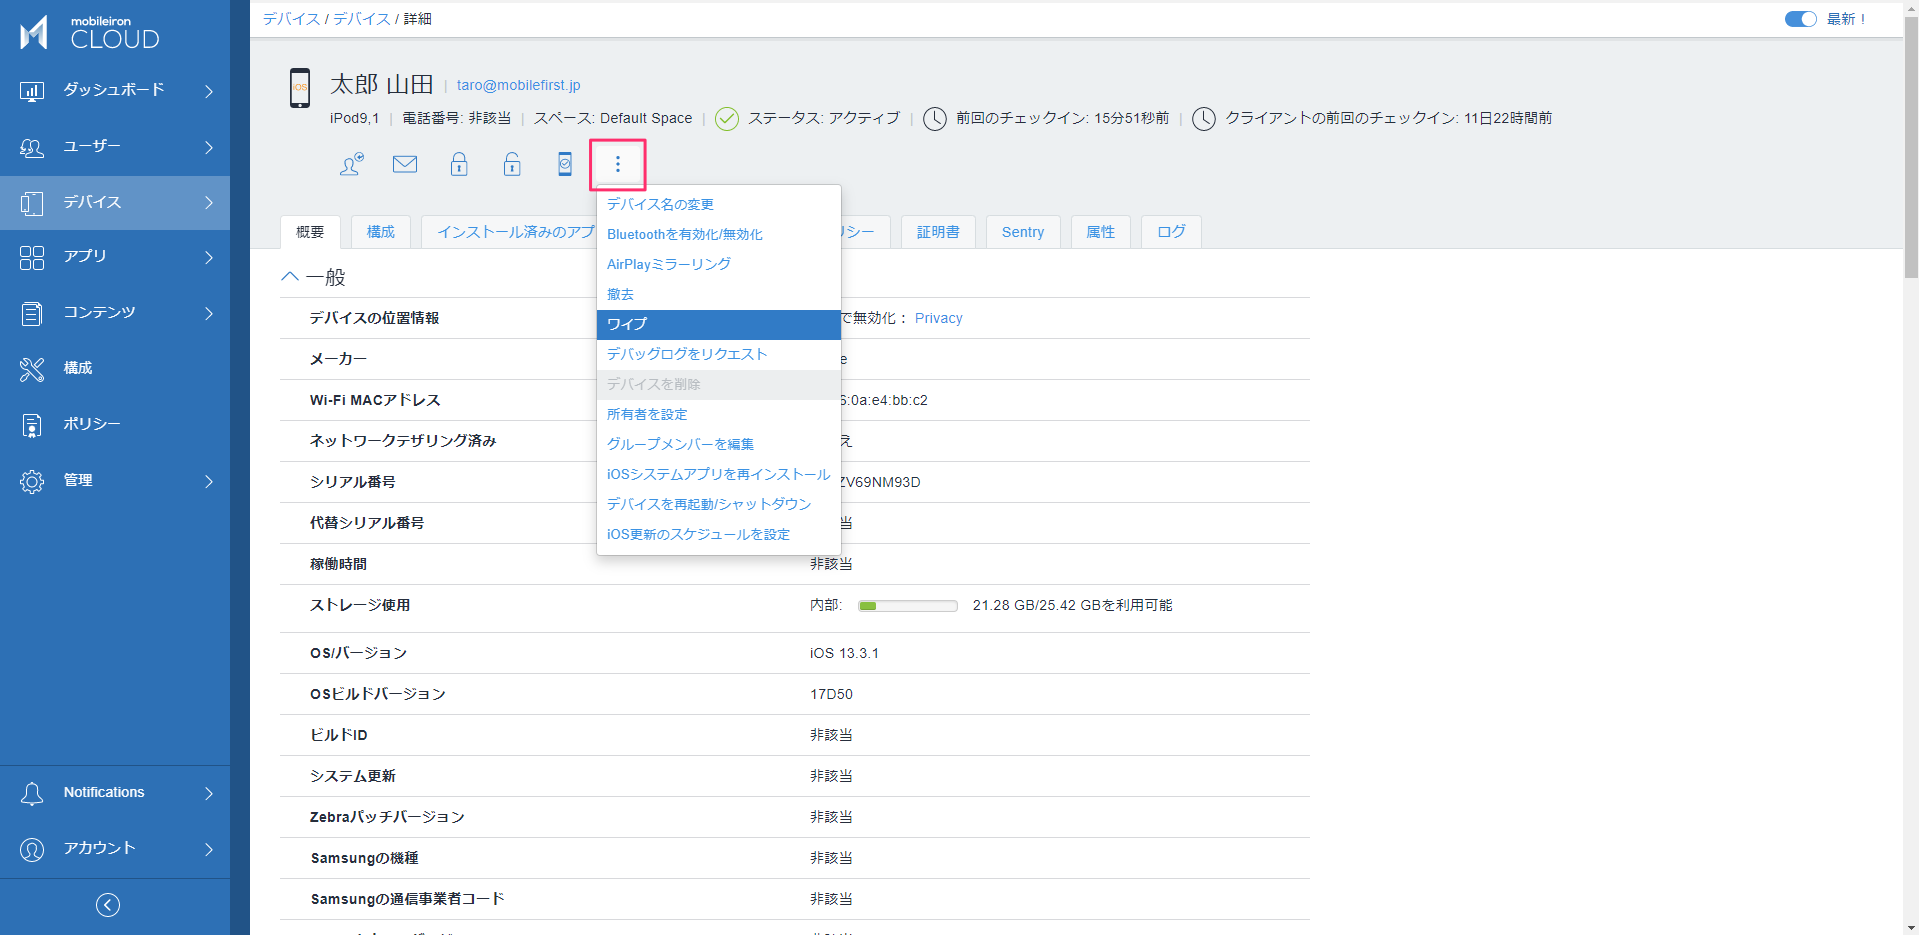 mobileiron
CLOUD
ダッシュボード
ユーザー
デバイス
アプリ
コンテンツ
構成
ポリシー
管理
Notifications
アカウント
デバイス / デバイス / 詳細
最新！
iOS
太郎 山田 | taro@mobilefirst.jp
iPod9,1 | 電話番号: 非該当 | スペース: Default Space | ステータス: アクティブ | 前回のチェックイン: 15分51秒前 | クライアントの前回のチェックイン: 11日22時間前
概要
構成
インストール済みのアプ
リシー
証明書
Sentry
属性
ログ
デバイス名の変更
Bluetoothを有効化/無効化
AirPlayミラーリング
撤去
ワイプ
デバッグログをリクエスト
デバイスを削除
所有者を設定
グループメンバーを編集
iOSシステムアプリを再インストール
デバイスを再起動/シャットダウン
iOS更新のスケジュールを設定
一般
デバイスの位置情報 で無効化： Privacy
メーカー e
Wi-Fi MACアドレス 6:0a:e4:bb:c2
ネットワークテザリング済み え
シリアル番号 ZV69NM93D
代替シリアル番号 当
稼働時間 非該当
ストレージ使用 内部: 21.28 GB/25.42 GBを利用可能
OS/バージョン iOS 13.3.1
OSビルドバージョン 17D50
ビルドID 非該当
システム更新 非該当
Zebraパッチバージョン 非該当
Samsungの機種 非該当
Samsungの通信事業者コード 非該当